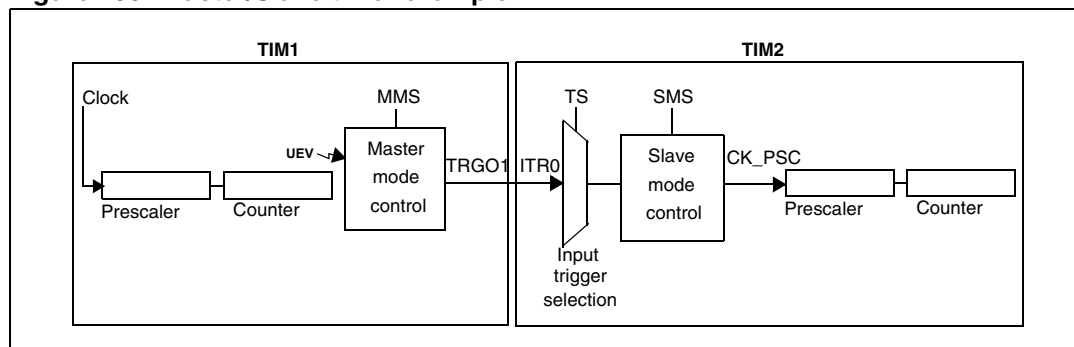 TIM1
TIM2
Clock
MMS
TS
SMS
UEV
Master
mode
control
TRGO1
ITR0
Slave
mode
control
CK_PSC
Prescaler
Counter
Prescaler
Counter
Input
trigger
selection